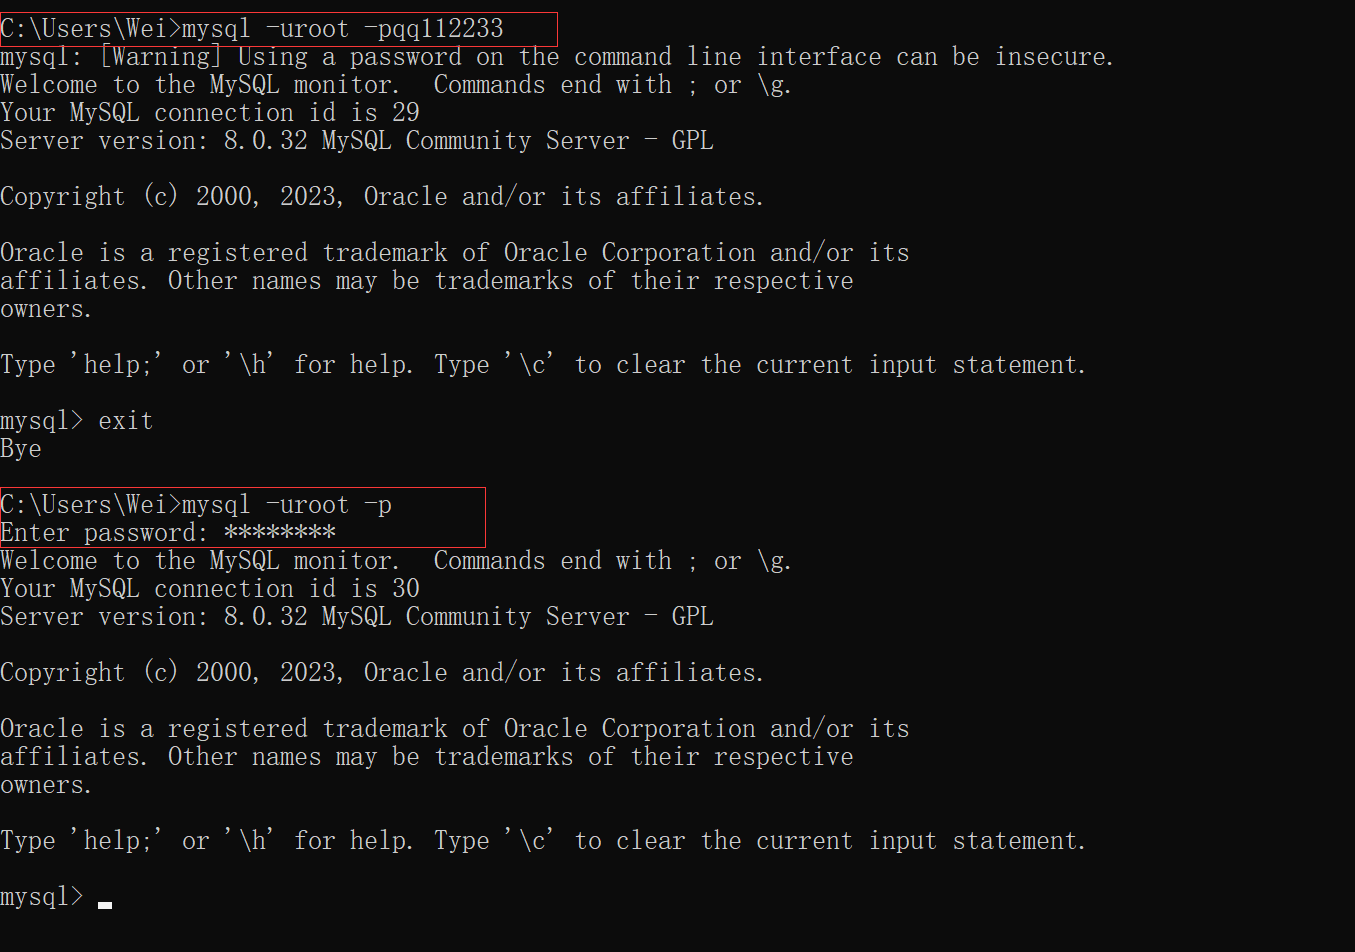 C:\Users\Wei>mysql -uroot -pqq112233
mysql: [Warning] Using a password on the command line interface can be insecure.
Welcome to the MySQL monitor.  Commands end with ; or \g.
Your MySQL connection id is 29
Server version: 8.0.32 MySQL Community Server - GPL

Copyright (c) 2000, 2023, Oracle and/or its affiliates.

Oracle is a registered trademark of Oracle Corporation and/or its
affiliates. Other names may be trademarks of their respective
owners.

Type 'help;' or '\h' for help. Type '\c' to clear the current input statement.

mysql> exit
Bye

C:\Users\Wei>mysql -uroot -p
Enter password: ********
Welcome to the MySQL monitor.  Commands end with ; or \g.
Your MySQL connection id is 30
Server version: 8.0.32 MySQL Community Server - GPL

Copyright (c) 2000, 2023, Oracle and/or its affiliates.

Oracle is a registered trademark of Oracle Corporation and/or its
affiliates. Other names may be trademarks of their respective
owners.

Type 'help;' or '\h' for help. Type '\c' to clear the current input statement.

mysql>